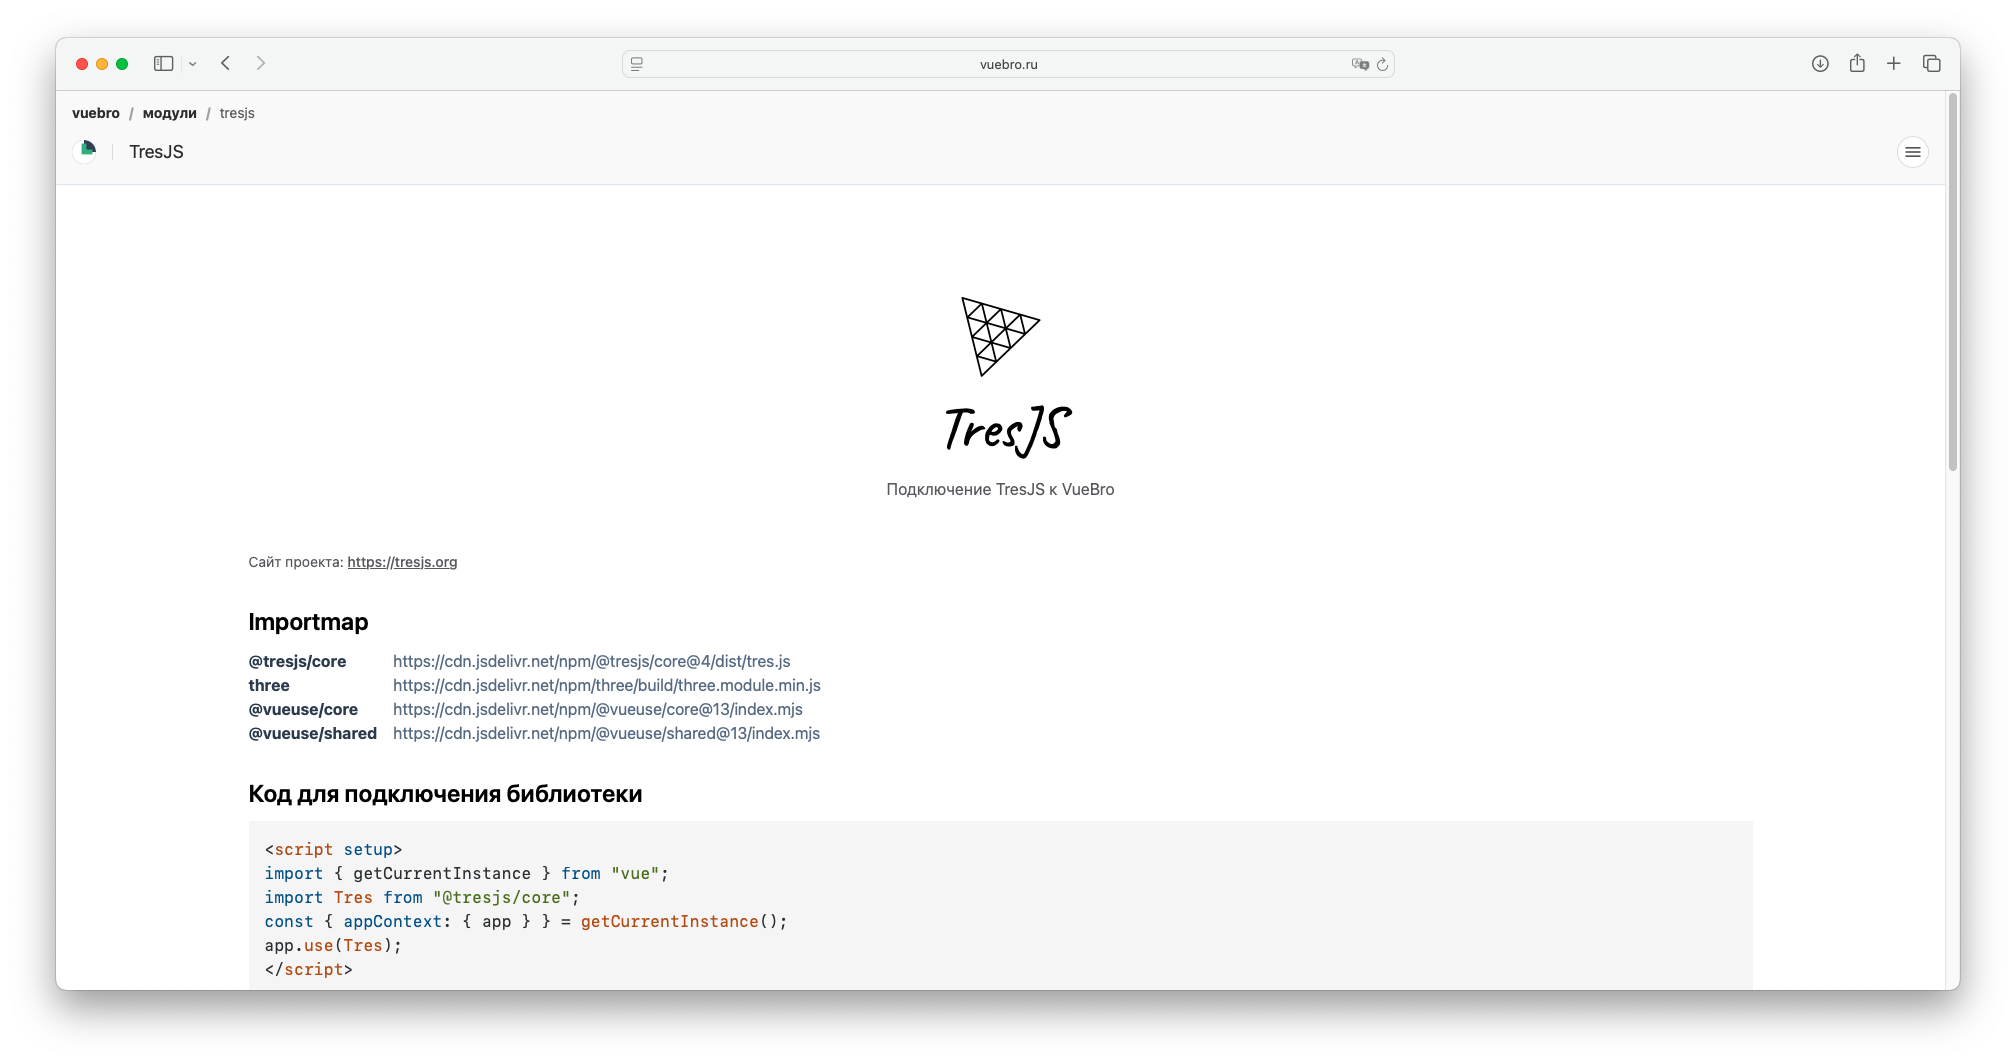 vuebro.ru
vuebro / модули / tresjs
TresJS
TresJS
Подключение TresJS к VueBro
Сайт проекта: https://tresjs.org
Importmap
@tresjs/core https://cdn.jsdelivr.net/npm/@tresjs/core@4/dist/tres.js
three https://cdn.jsdelivr.net/npm/three/build/three.module.min.js
@vueuse/core https://cdn.jsdelivr.net/npm/@vueuse/core@13/index.mjs
@vueuse/shared https://cdn.jsdelivr.net/npm/@vueuse/shared@13/index.mjs
Код для подключения библиотеки
<script setup>
import { getCurrentInstance } from "vue";
import Tres from "@tresjs/core";
const { appContext: { app } } = getCurrentInstance();
app.use(Tres);
</script>